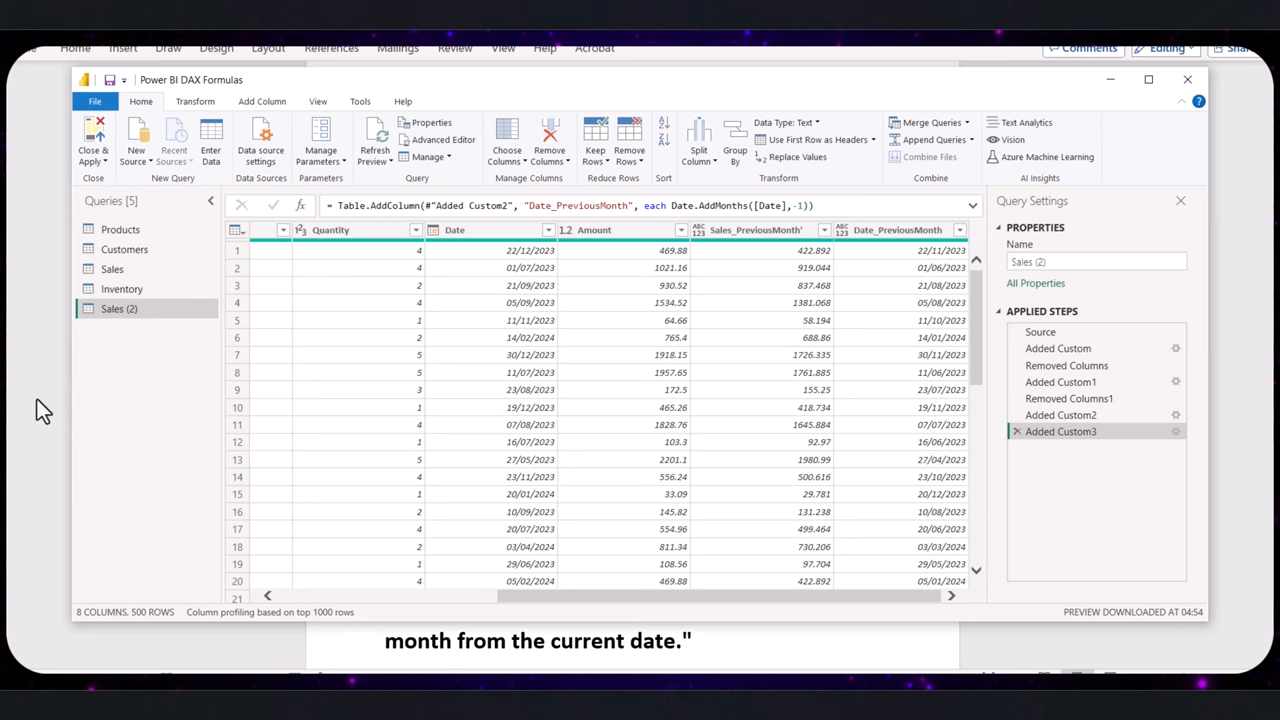 Home Insert Draw Design Layout References Mailings Review View Help Acrobat Comments Editing
Power BI DAX Formulas
File Home Transform Add Column View Tools Help
Close & Apply
New Source
Recent Sources
Enter Data
Data source settings
Manage Parameters
Refresh Preview
Properties
Advanced Editor
Manage
Choose Columns
Remove Columns
Keep Rows
Remove Rows
Split Column
Group By
Data Type: Text
Use First Row as Headers
Replace Values
Merge Queries
Append Queries
Combine Files
Text Analytics
Vision
Azure Machine Learning
Close New Query Data Sources Parameters Query Manage Columns Reduce Rows Sort Transform Combine AI Insights
Queries [5]
Products
Customers
Sales
Inventory
Sales (2)
= Table.AddColumn(#"Added Custom2", "Date_PreviousMonth", each Date.AddMonths([Date],-1))
Quantity Date Amount Sales_PreviousMonth' Date_PreviousMonth
1 4 22/12/2023 469.88 422.892 22/11/2023
2 4 01/07/2023 1021.16 919.044 01/06/2023
3 2 21/09/2023 930.52 837.468 21/08/2023
4 4 05/09/2023 1534.52 1381.068 05/08/2023
5 1 11/11/2023 64.66 58.194 11/10/2023
6 2 14/02/2024 765.4 688.86 14/01/2024
7 5 30/12/2023 1918.15 1726.335 30/11/2023
8 5 11/07/2023 1957.65 1761.885 11/06/2023
9 3 23/08/2023 172.5 155.25 23/07/2023
10 1 19/12/2023 465.26 418.734 19/11/2023
11 4 07/08/2023 1828.76 1645.884 07/07/2023
12 1 16/07/2023 103.3 92.97 16/06/2023
13 5 27/05/2023 2201.1 1980.99 27/04/2023
14 4 23/11/2023 556.24 500.616 23/10/2023
15 1 20/01/2024 33.09 29.781 20/12/2023
16 2 10/09/2023 145.82 131.238 10/08/2023
17 4 20/07/2023 554.96 499.464 20/06/2023
18 2 03/04/2024 811.34 730.206 03/03/2024
19 1 29/06/2023 108.56 97.704 29/05/2023
20 4 05/02/2024 469.88 422.892 05/01/2024
21
Query Settings
PROPERTIES
Name
Sales (2)
All Properties
APPLIED STEPS
Source
Added Custom
Removed Columns
Added Custom1
Removed Columns1
Added Custom2
Added Custom3
8 COLUMNS, 500 ROWS Column profiling based on top 1000 rows PREVIEW DOWNLOADED AT 04:54
month from the current date."